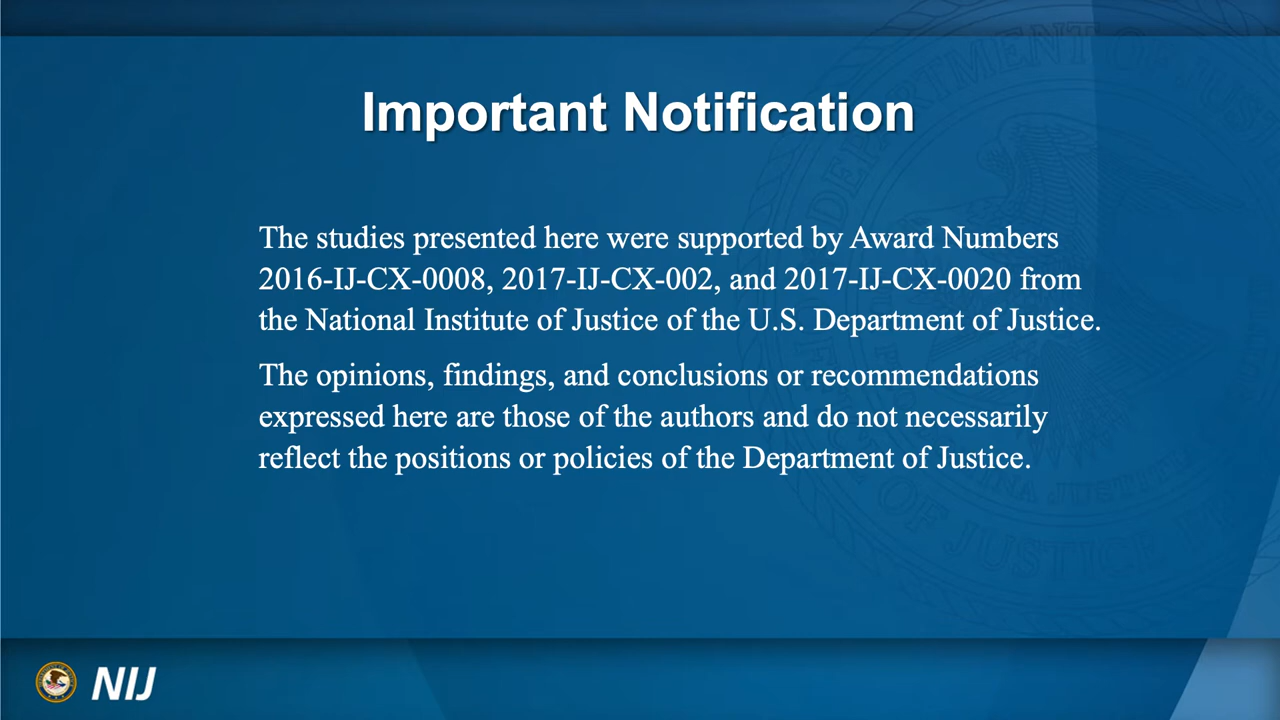 Important Notification
The studies presented here were supported by Award Numbers
2016-IJ-CX-0008, 2017-IJ-CX-002, and 2017-IJ-CX-0020 from
the National Institute of Justice of the U.S. Department of Justice.
The opinions, findings, and conclusions or recommendations
expressed here are those of the authors and do not necessarily
reflect the positions or policies of the Department of Justice.
NIJ